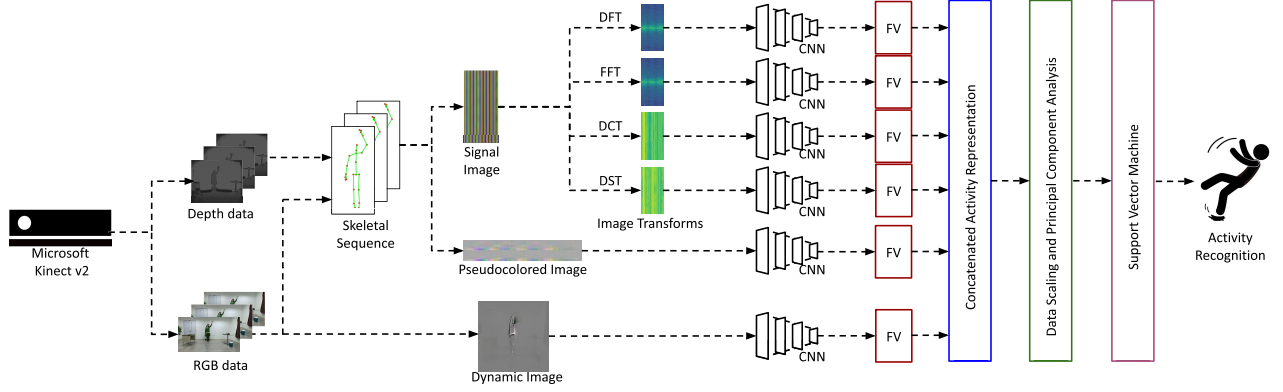 Microsoft
Kinect v2
Depth data
RGB data
Skeletal
Sequence
Signal
Image
Pseudocolored Image
Dynamic Image
DFT
FFT
DCT
DST
Image Transforms
CNN
CNN
CNN
CNN
CNN
CNN
FV
FV
FV
FV
FV
FV
Concatenated Activity Representation
Data Scaling and Principal Component Analysis
Support Vector Machine
Activity
Recognition